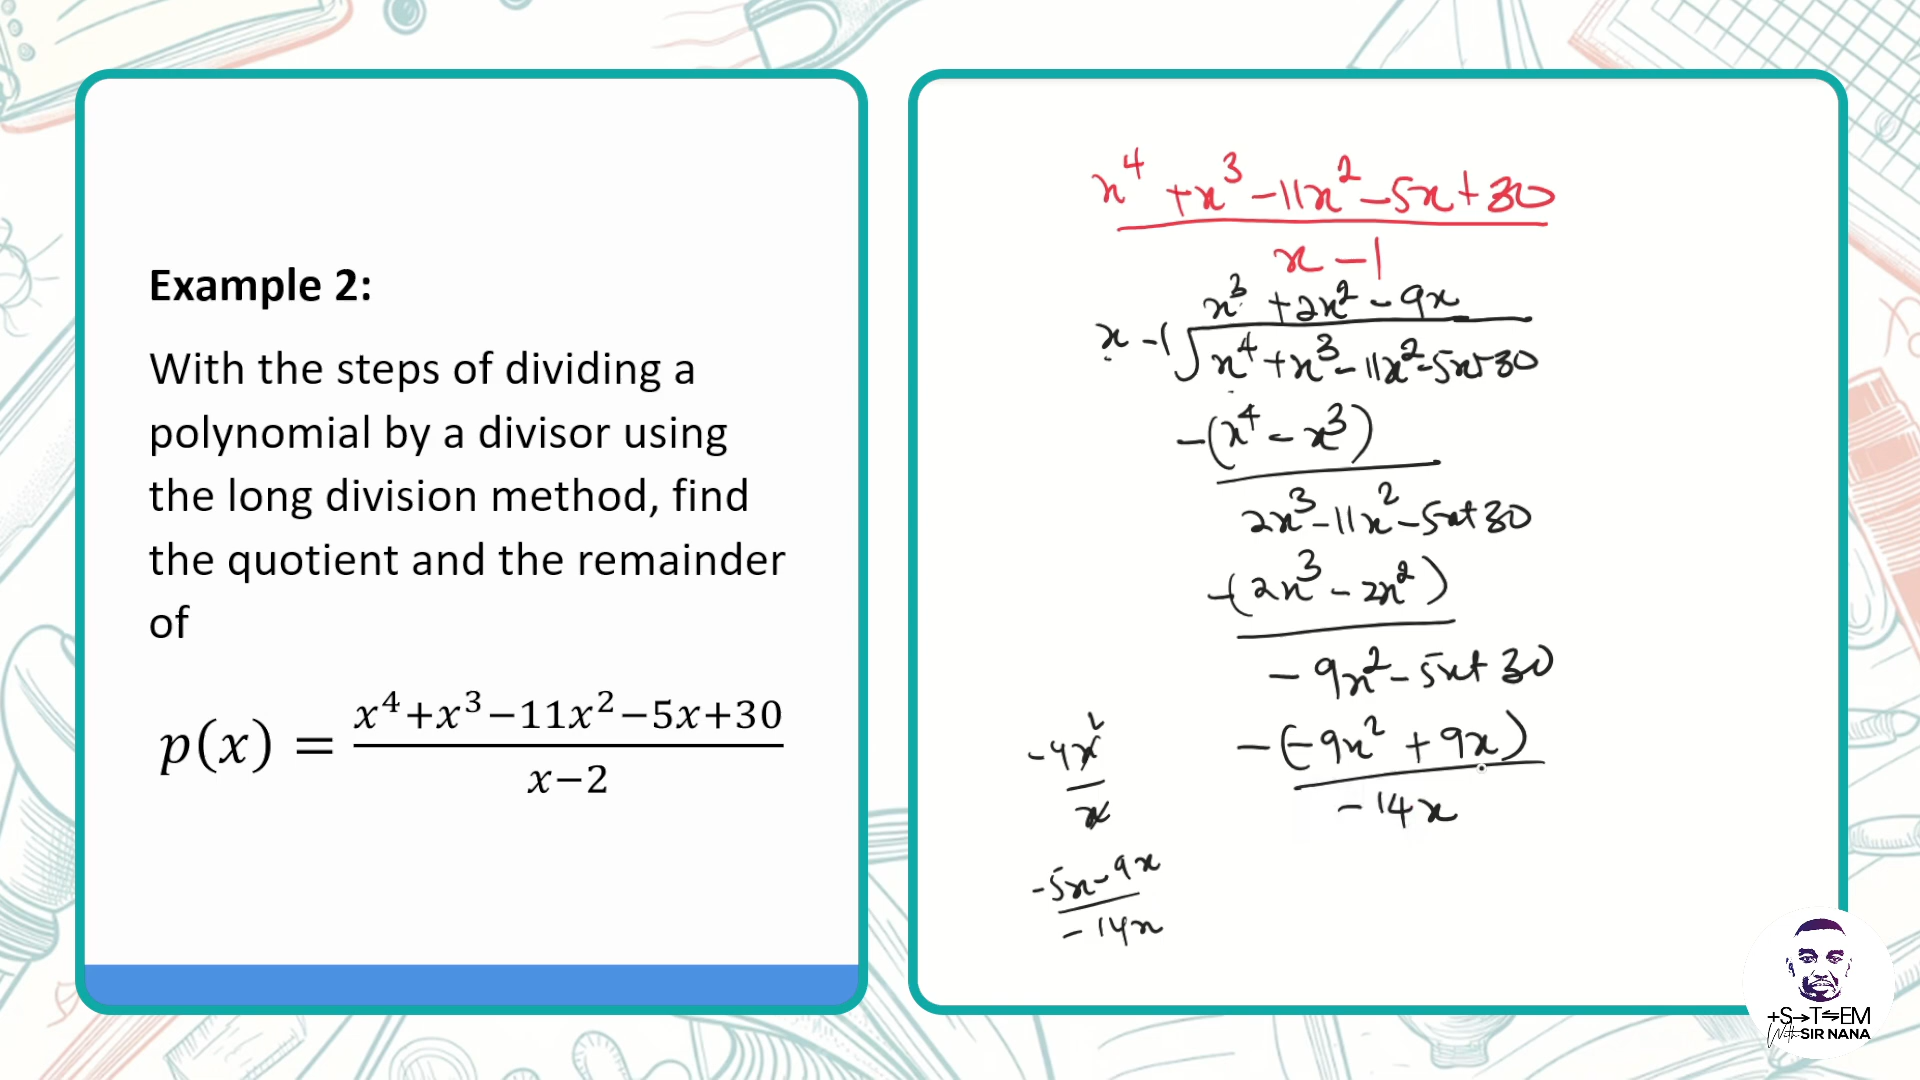 Example 2:
With the steps of dividing a
polynomial by a divisor using
the long division method, find
the quotient and the remainder
of
p(x) = x⁴+x³−11x²−5x+30
x−2
x⁴ +x³ −11x² −5x+30
x −1
x³ +2x² − 9x
x −1 √x⁴ +x³ − 11x² −5x+30
−(x⁴ − x³)
2x³ −11x² −5x+30
−(2x³ − 2x²)
− 9x² − 5x+ 30
−(−9x² + 9x)
− 14x
−9x²
x
−5x−9x
−14x
+S→T⇌EM
With SIR NANA